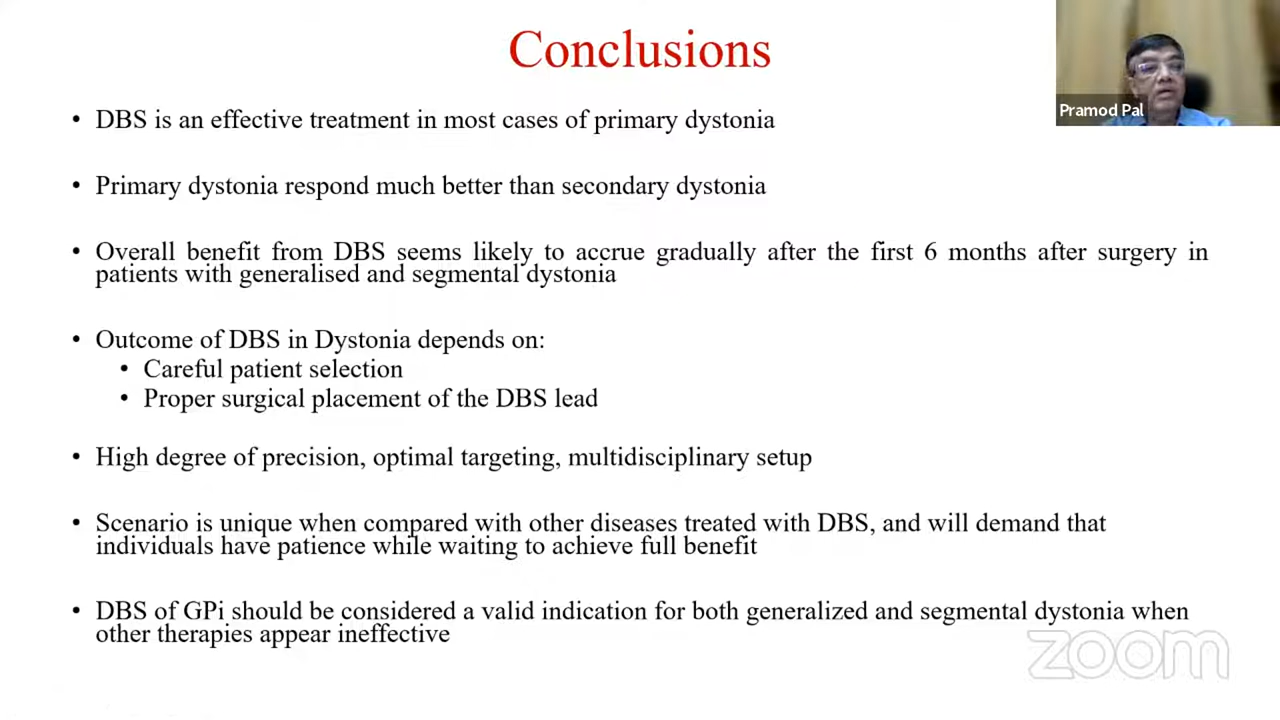 Conclusions
Pramod Pal
• DBS is an effective treatment in most cases of primary dystonia
• Primary dystonia respond much better than secondary dystonia
• Overall benefit from DBS seems likely to accrue gradually after the first 6 months after surgery in
patients with generalised and segmental dystonia
• Outcome of DBS in Dystonia depends on:
• Careful patient selection
• Proper surgical placement of the DBS lead
• High degree of precision, optimal targeting, multidisciplinary setup
• Scenario is unique when compared with other diseases treated with DBS, and will demand that
individuals have patience while waiting to achieve full benefit
• DBS of GPi should be considered a valid indication for both generalized and segmental dystonia when
other therapies appear ineffective
zoom